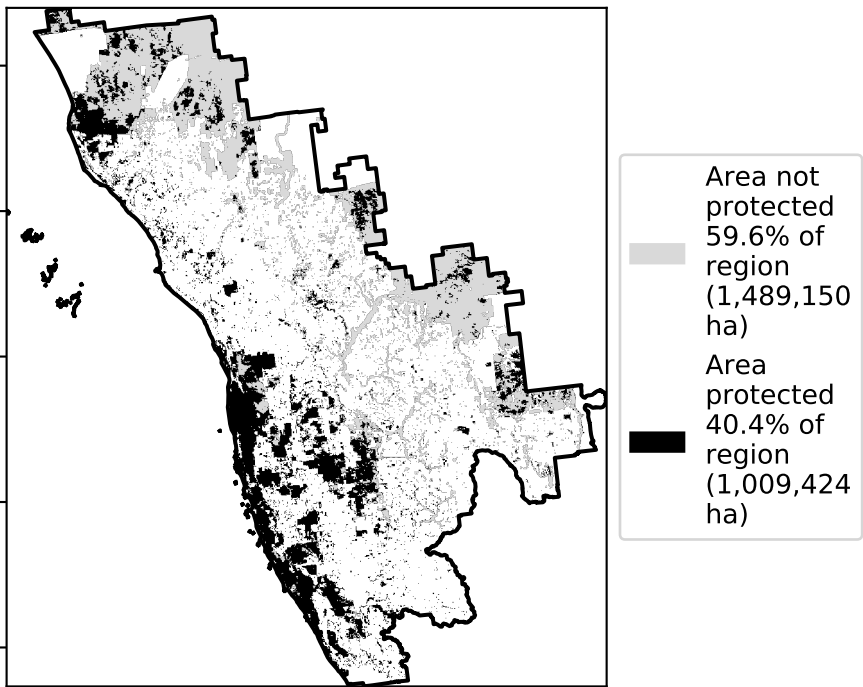 Area not
protected
59.6% of
region
(1,489,150
ha)
Area
protected
40.4% of
region
(1,009,424
ha)